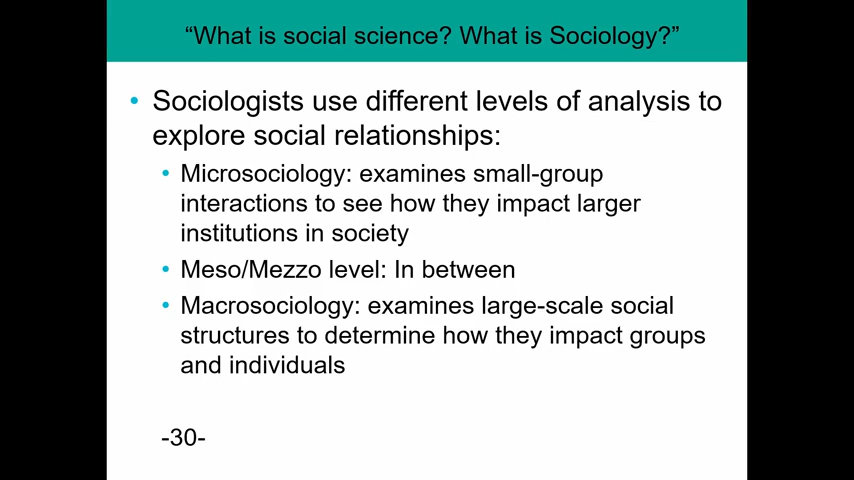 “What is social science? What is Sociology?”
• Sociologists use different levels of analysis to
explore social relationships:
• Microsociology: examines small-group
interactions to see how they impact larger
institutions in society
• Meso/Mezzo level: In between
• Macrosociology: examines large-scale social
structures to determine how they impact groups
and individuals
-30-